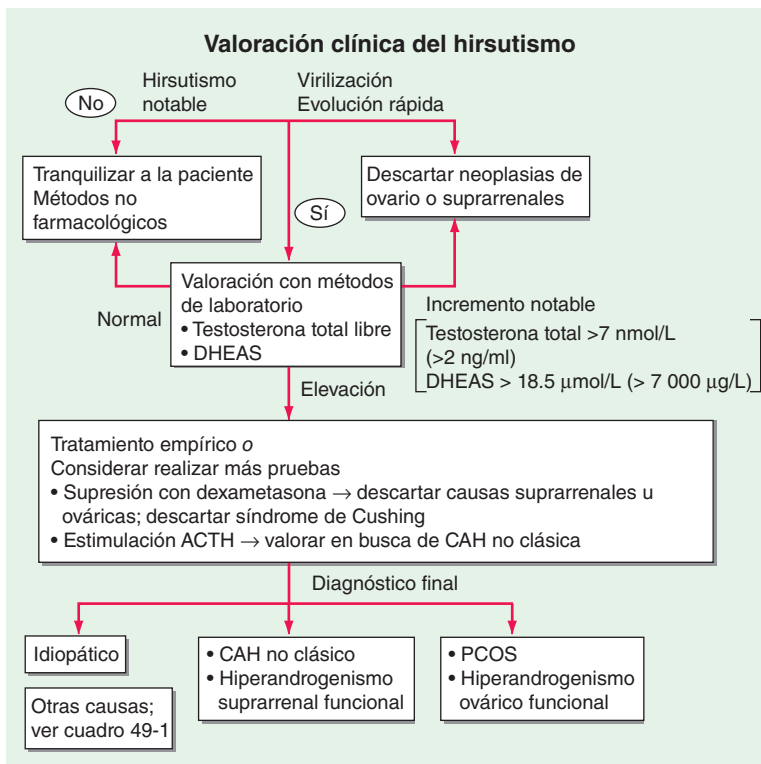 Valoración clínica del hirsutismo
Hirsutismo
notable
Virilización
Evolución rápida
No
Tranquilizar a la paciente
Métodos no
farmacológicos
Descartar neoplasias de
ovario o suprarrenales
Sí
Valoración con métodos
de laboratorio
• Testosterona total libre
• DHEAS
Normal
Incremento notable
Testosterona total >7 nmol/L
(>2 ng/ml)
DHEAS > 18.5 μmol/L (> 7 000 μg/L)
Elevación
Tratamiento empírico o
Considerar realizar más pruebas
• Supresión con dexametasona → descartar causas suprarrenales u
ováricas; descartar síndrome de Cushing
• Estimulación ACTH → valorar en busca de CAH no clásica
Diagnóstico final
Idiopático
Otras causas;
ver cuadro 49-1
• CAH no clásico
• Hiperandrogenismo
suprarrenal funcional
• PCOS
• Hiperandrogenismo
ovárico funcional